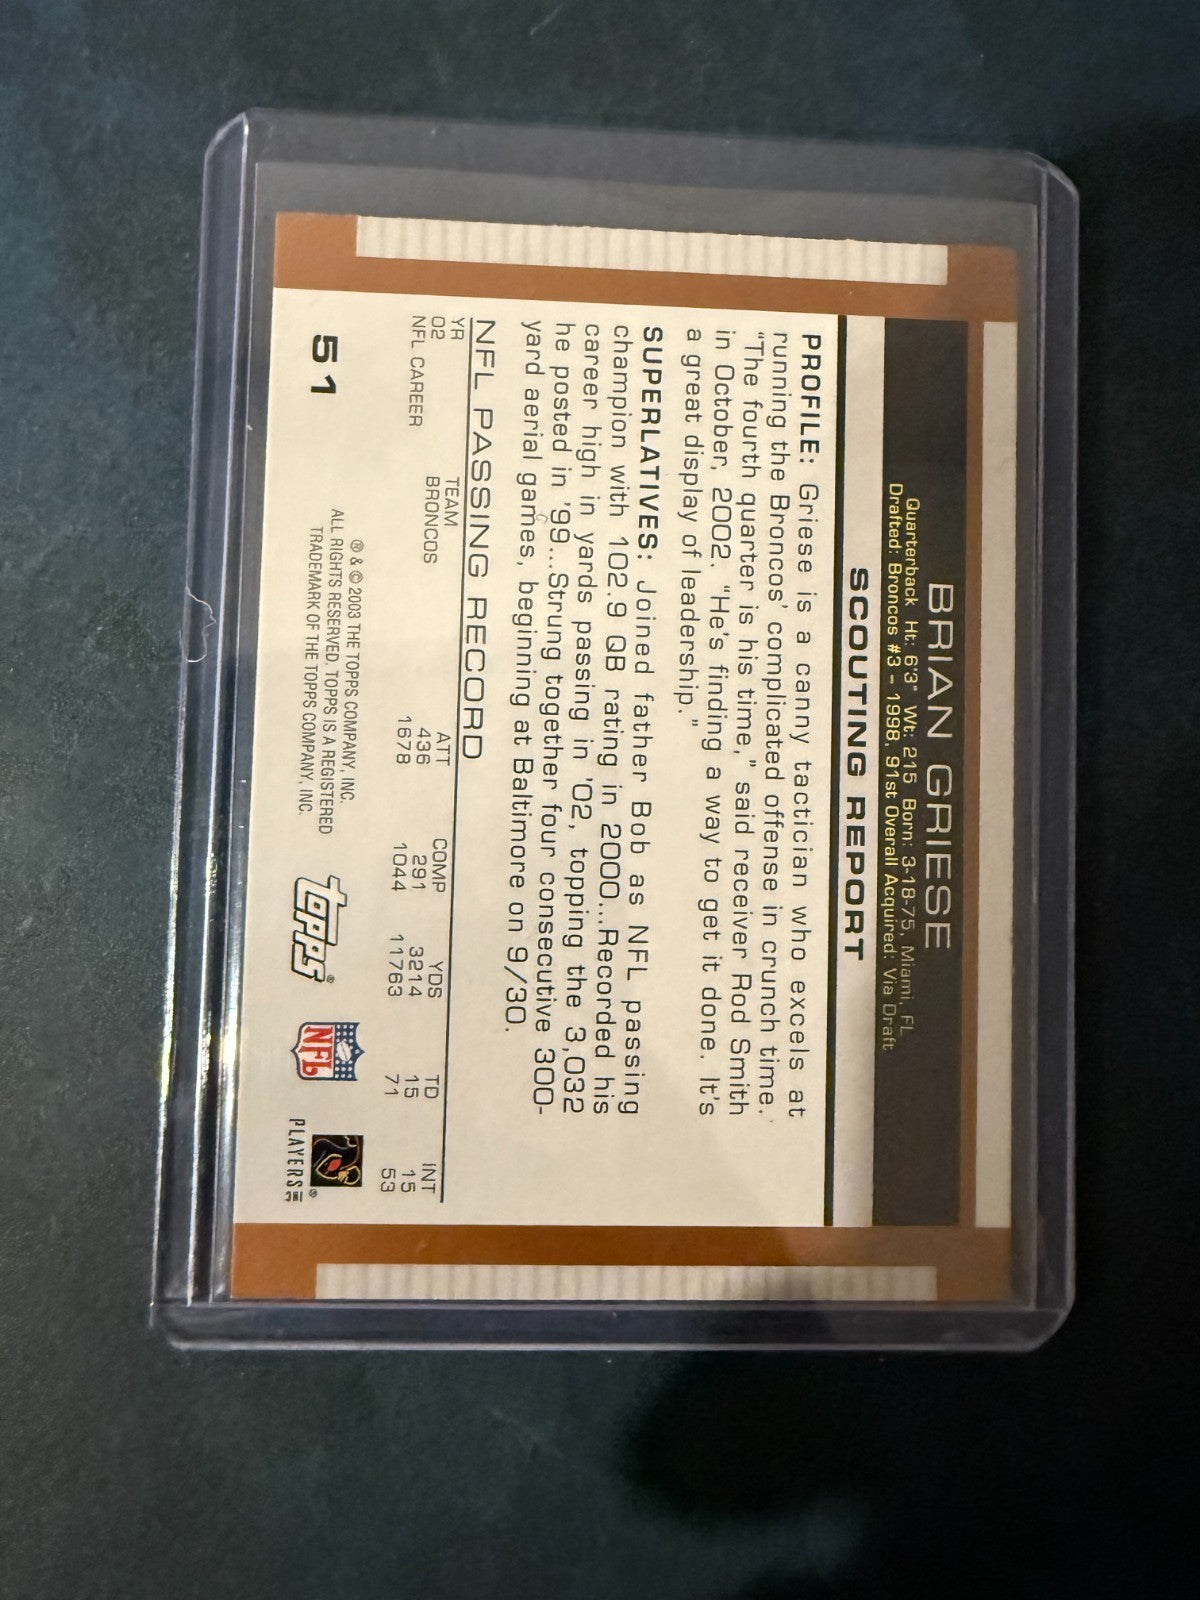 BRIAN GRIESE
Quarterback Ht: 6'3" Wt: 215 Born: 3-18-75, Miami, FL
Drafted: Broncos #3 – 1998, 91st Overall Acquired: Via Draft
SCOUTING REPORT
PROFILE: Griese is a canny tactician who excels at
running the Broncos' complicated offense in crunch time.
"The fourth quarter is his time," said receiver Rod Smith
in October, 2002. "He's finding a way to get it done. It's
a great display of leadership."
SUPERLATIVES: Joined father Bob as NFL passing
champion with 102.9 QB rating in 2000...Recorded his
career high in yards passing in '02, topping the 3,032
he posted in '99...Strung together four consecutive 300-
yard aerial games, beginning at Baltimore on 9/30.
NFL PASSING RECORD
YR TEAM ATT COMP YDS TD INT
02 BRONCOS 436 291 3214 15 15
NFL CAREER 1678 1044 11763 71 53
51
® & © 2003 THE TOPPS COMPANY, INC.
ALL RIGHTS RESERVED. TOPPS IS A REGISTERED
TRADEMARK OF THE TOPPS COMPANY, INC.
topps®
NFL
PLAYERS INC ®